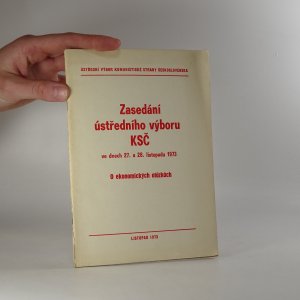 ÚSTŘEDNÍ VÝBOR KOMUNISTICKÉ STRANY ČESKOSLOVENSKA
Zasedání
ústředního výboru
KSČ
ve dnech 27. a 28. listopadu 1973
O ekonomických otázkách
LISTOPAD 1973